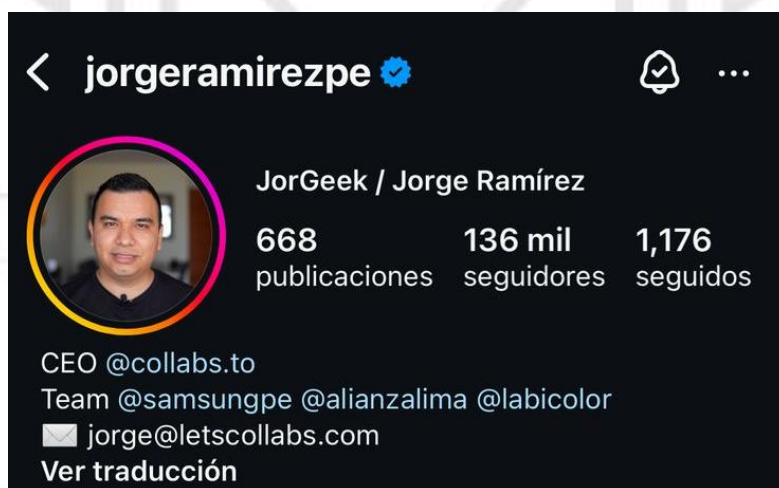 jorgeramirezpe
JorGeek / Jorge Ramírez
668 136 mil 1,176
publicaciones seguidores seguidos
CEO @collabs.to
Team @samsungpe @alianzalima @labicolor
jorge@letscollabs.com
Ver traducción